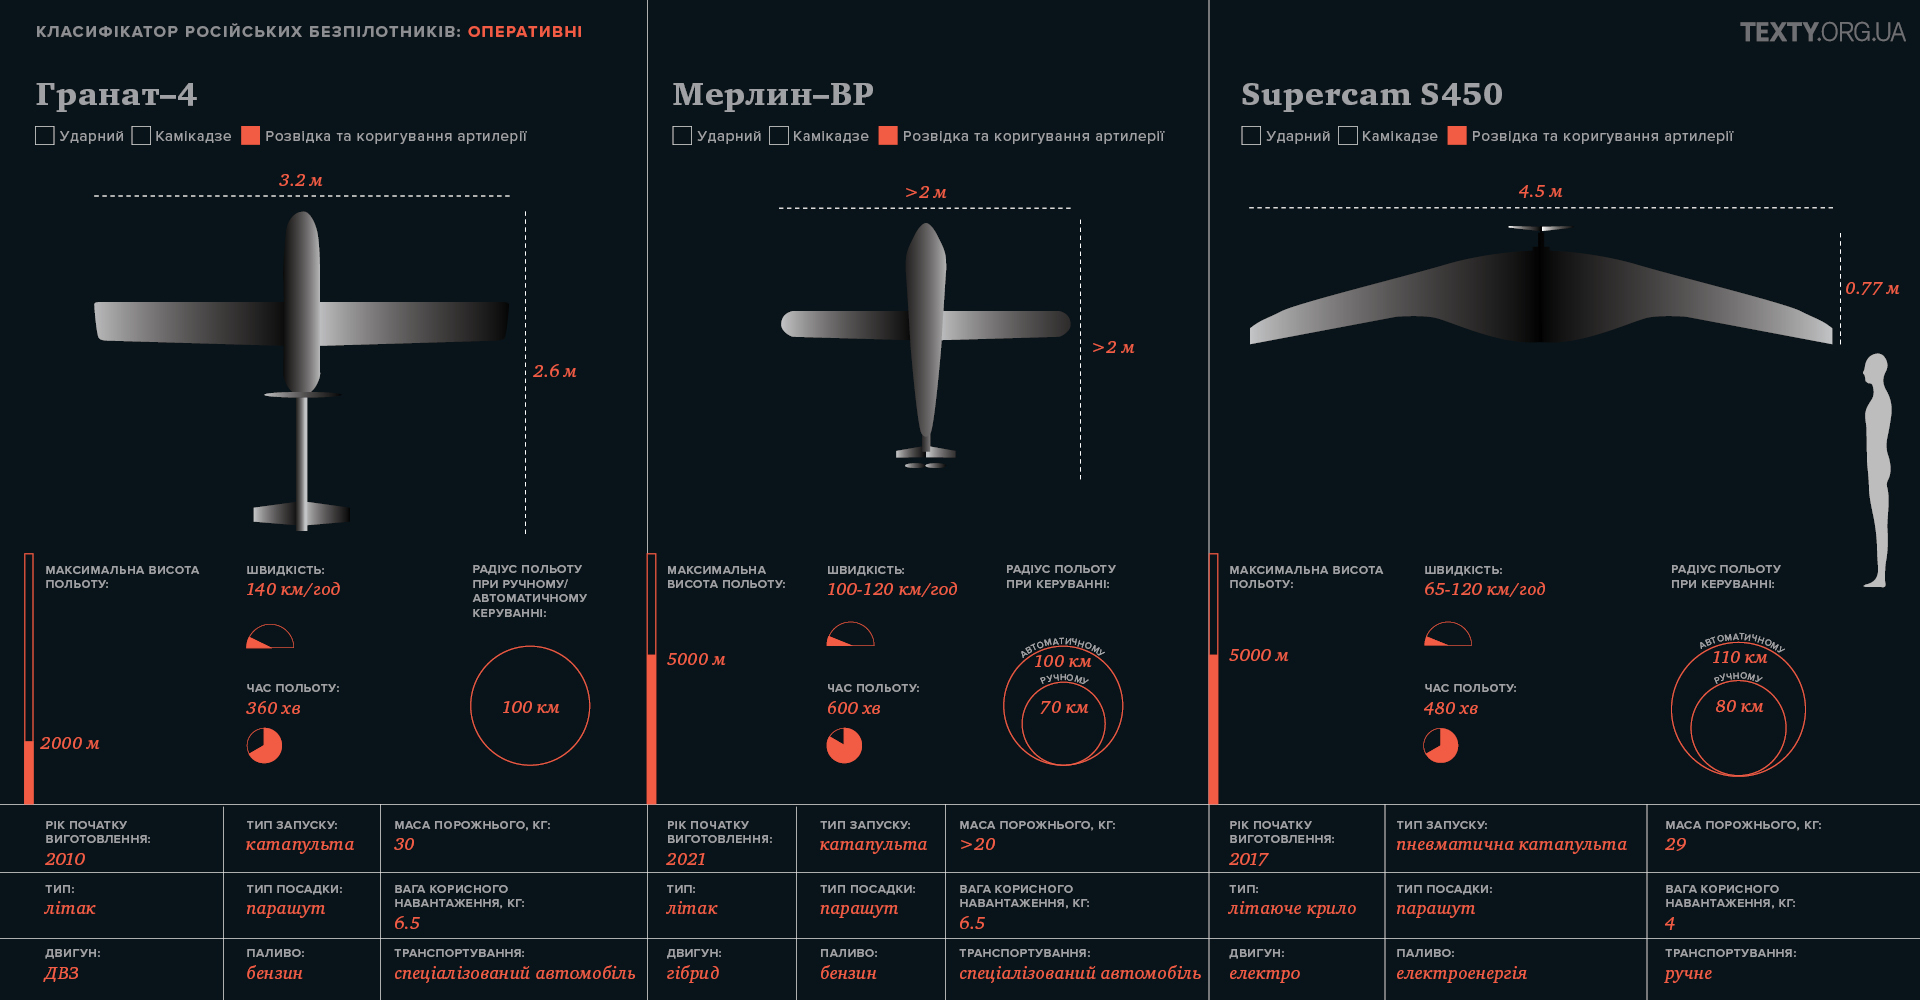 КЛАСИФІКАТОР РОСІЙСЬКИХ БЕЗПІЛОТНИКІВ: ОПЕРАТИВНІ
TEXTY.ORG.UA
Гранат–4
Ударний Камікадзе Розвідка та коригування артилерії
3.2 м
2.6 м
МАКСИМАЛЬНА ВИСОТА
ПОЛЬОТУ:
2000 м
ШВИДКІСТЬ:
140 км/год
ЧАС ПОЛЬОТУ:
360 хв
РАДІУС ПОЛЬОТУ
ПРИ РУЧНОМУ/
АВТОМАТИЧНОМУ
КЕРУВАННІ:
100 км
РІК ПОЧАТКУ
ВИГОТОВЛЕННЯ:
2010
ТИП ЗАПУСКУ:
катапульта
МАСА ПОРОЖНЬОГО, КГ:
30
ТИП:
літак
ТИП ПОСАДКИ:
парашут
ВАГА КОРИСНОГО
НАВАНТАЖЕННЯ, КГ:
6.5
ДВИГУН:
ДВЗ
ПАЛИВО:
бензин
ТРАНСПОРТУВАННЯ:
спеціалізований автомобіль
Мерлин–ВР
Ударний Камікадзе Розвідка та коригування артилерії
>2 м
>2 м
МАКСИМАЛЬНА
ВИСОТА ПОЛЬОТУ:
5000 м
ШВИДКІСТЬ:
100-120 км/год
ЧАС ПОЛЬОТУ:
600 хв
РАДІУС ПОЛЬОТУ
ПРИ КЕРУВАННІ:
АВТОМАТИЧНОМУ
100 км
РУЧНОМУ
70 км
РІК ПОЧАТКУ
ВИГОТОВЛЕННЯ:
2021
ТИП ЗАПУСКУ:
катапульта
МАСА ПОРОЖНЬОГО, КГ:
>20
ТИП:
літак
ТИП ПОСАДКИ:
парашут
ВАГА КОРИСНОГО
НАВАНТАЖЕННЯ, КГ:
6.5
ДВИГУН:
гібрид
ПАЛИВО:
бензин
ТРАНСПОРТУВАННЯ:
спеціалізований автомобіль
Supercam S450
Ударний Камікадзе Розвідка та коригування артилерії
4.5 м
0.77 м
МАКСИМАЛЬНА ВИСОТА
ПОЛЬОТУ:
5000 м
ШВИДКІСТЬ:
65-120 км/год
ЧАС ПОЛЬОТУ:
480 хв
РАДІУС ПОЛЬОТУ
ПРИ КЕРУВАННІ:
АВТОМАТИЧНОМУ
110 км
РУЧНОМУ
80 км
РІК ПОЧАТКУ
ВИГОТОВЛЕННЯ:
2017
ТИП ЗАПУСКУ:
пневматична катапульта
МАСА ПОРОЖНЬОГО, КГ:
29
ТИП:
літаюче крило
ТИП ПОСАДКИ:
парашут
ВАГА КОРИСНОГО
НАВАНТАЖЕННЯ, КГ:
4
ДВИГУН:
електро
ПАЛИВО:
електроенергія
ТРАНСПОРТУВАННЯ:
ручне